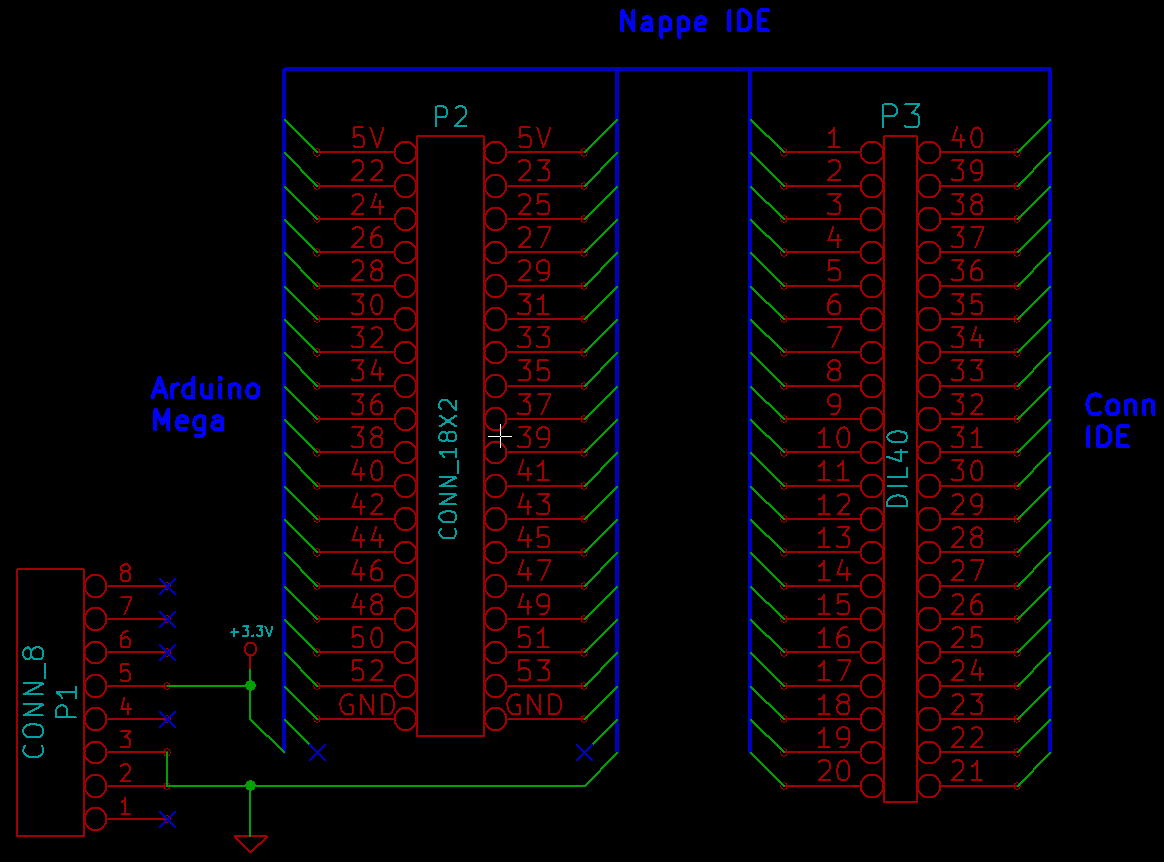 Nappe IDE
P2
P3
5V 5V 1 40
22 23 2 39
24 25 3 38
26 27 4 37
28 29 5 36
30 31 6 35
32 33 7 34
34 35 8 33
Arduino
Mega
36 37 9 32
Conn
IDE
38 39 10 31
40 41 11 30
42 43 12 29
44 45 13 28
46 47 14 27
48 49 15 26
50 51 16 25
52 53 17 24
GND GND 18 23
19 22
20 21
CONN_18X2
DIL40
8
7
6
5
4
3
2
1
+3.3V
CONN_8
P1